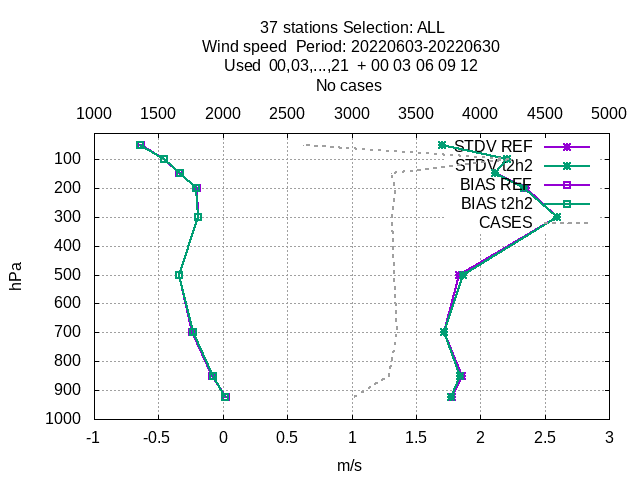 37 stations Selection: ALL
Wind speed  Period: 20220603-20220630
Used  00,03,...,21  + 00 03 06 09 12
No cases
1000 1500 2000 2500 3000 3500 4000 4500 5000
STDV REF
STDV t2h2
BIAS REF
BIAS t2h2
CASES
100
200
300
400
500
600
700
800
900
1000
hPa
-1 -0.5 0 0.5 1 1.5 2 2.5 3
m/s